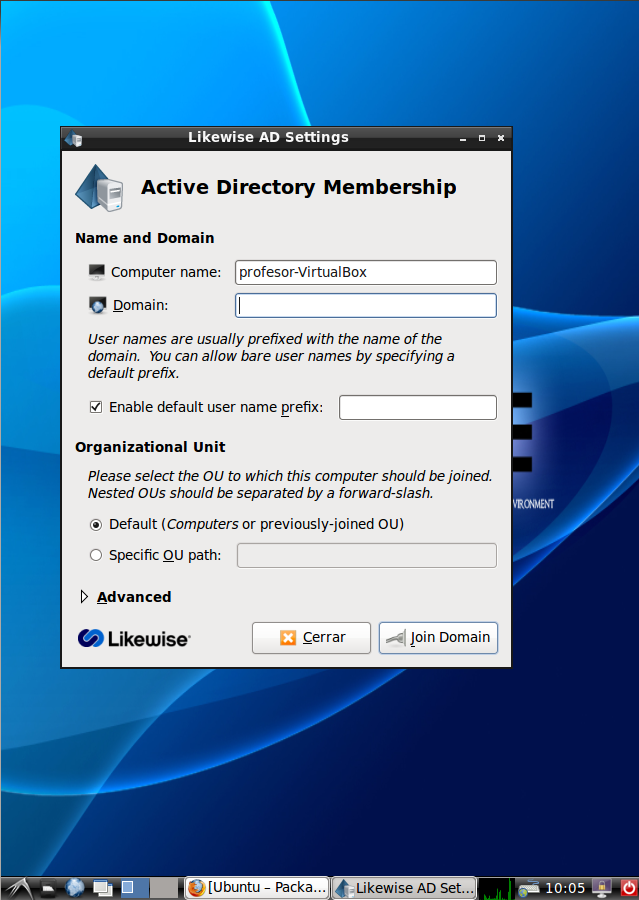 Likewise AD Settings
Active Directory Membership
Name and Domain
Computer name: profesor-VirtualBox
Domain:
User names are usually prefixed with the name of the
domain. You can allow bare user names by specifying a
default prefix.
Enable default user name prefix:
Organizational Unit
Please select the OU to which this computer should be joined.
Nested OUs should be separated by a forward-slash.
Default (Computers or previously-joined OU)
Specific OU path:
Advanced
Likewise Cerrar Join Domain
[Ubuntu – Packa... Likewise AD Set... 10:05